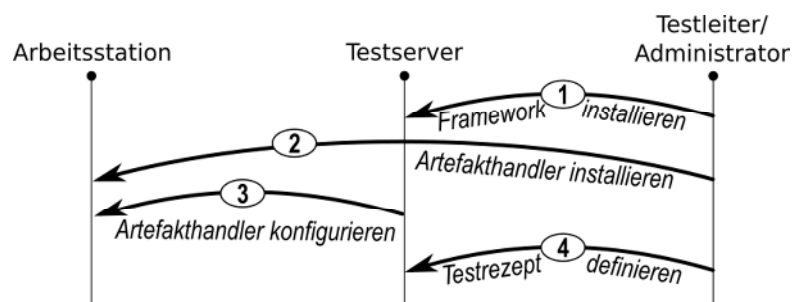 Arbeitsstation
Testserver
Testleiter/
Administrator
1
Framework installieren
2
Artefakthandler installieren
3
Artefakthandler konfigurieren
4
Testrezept definieren